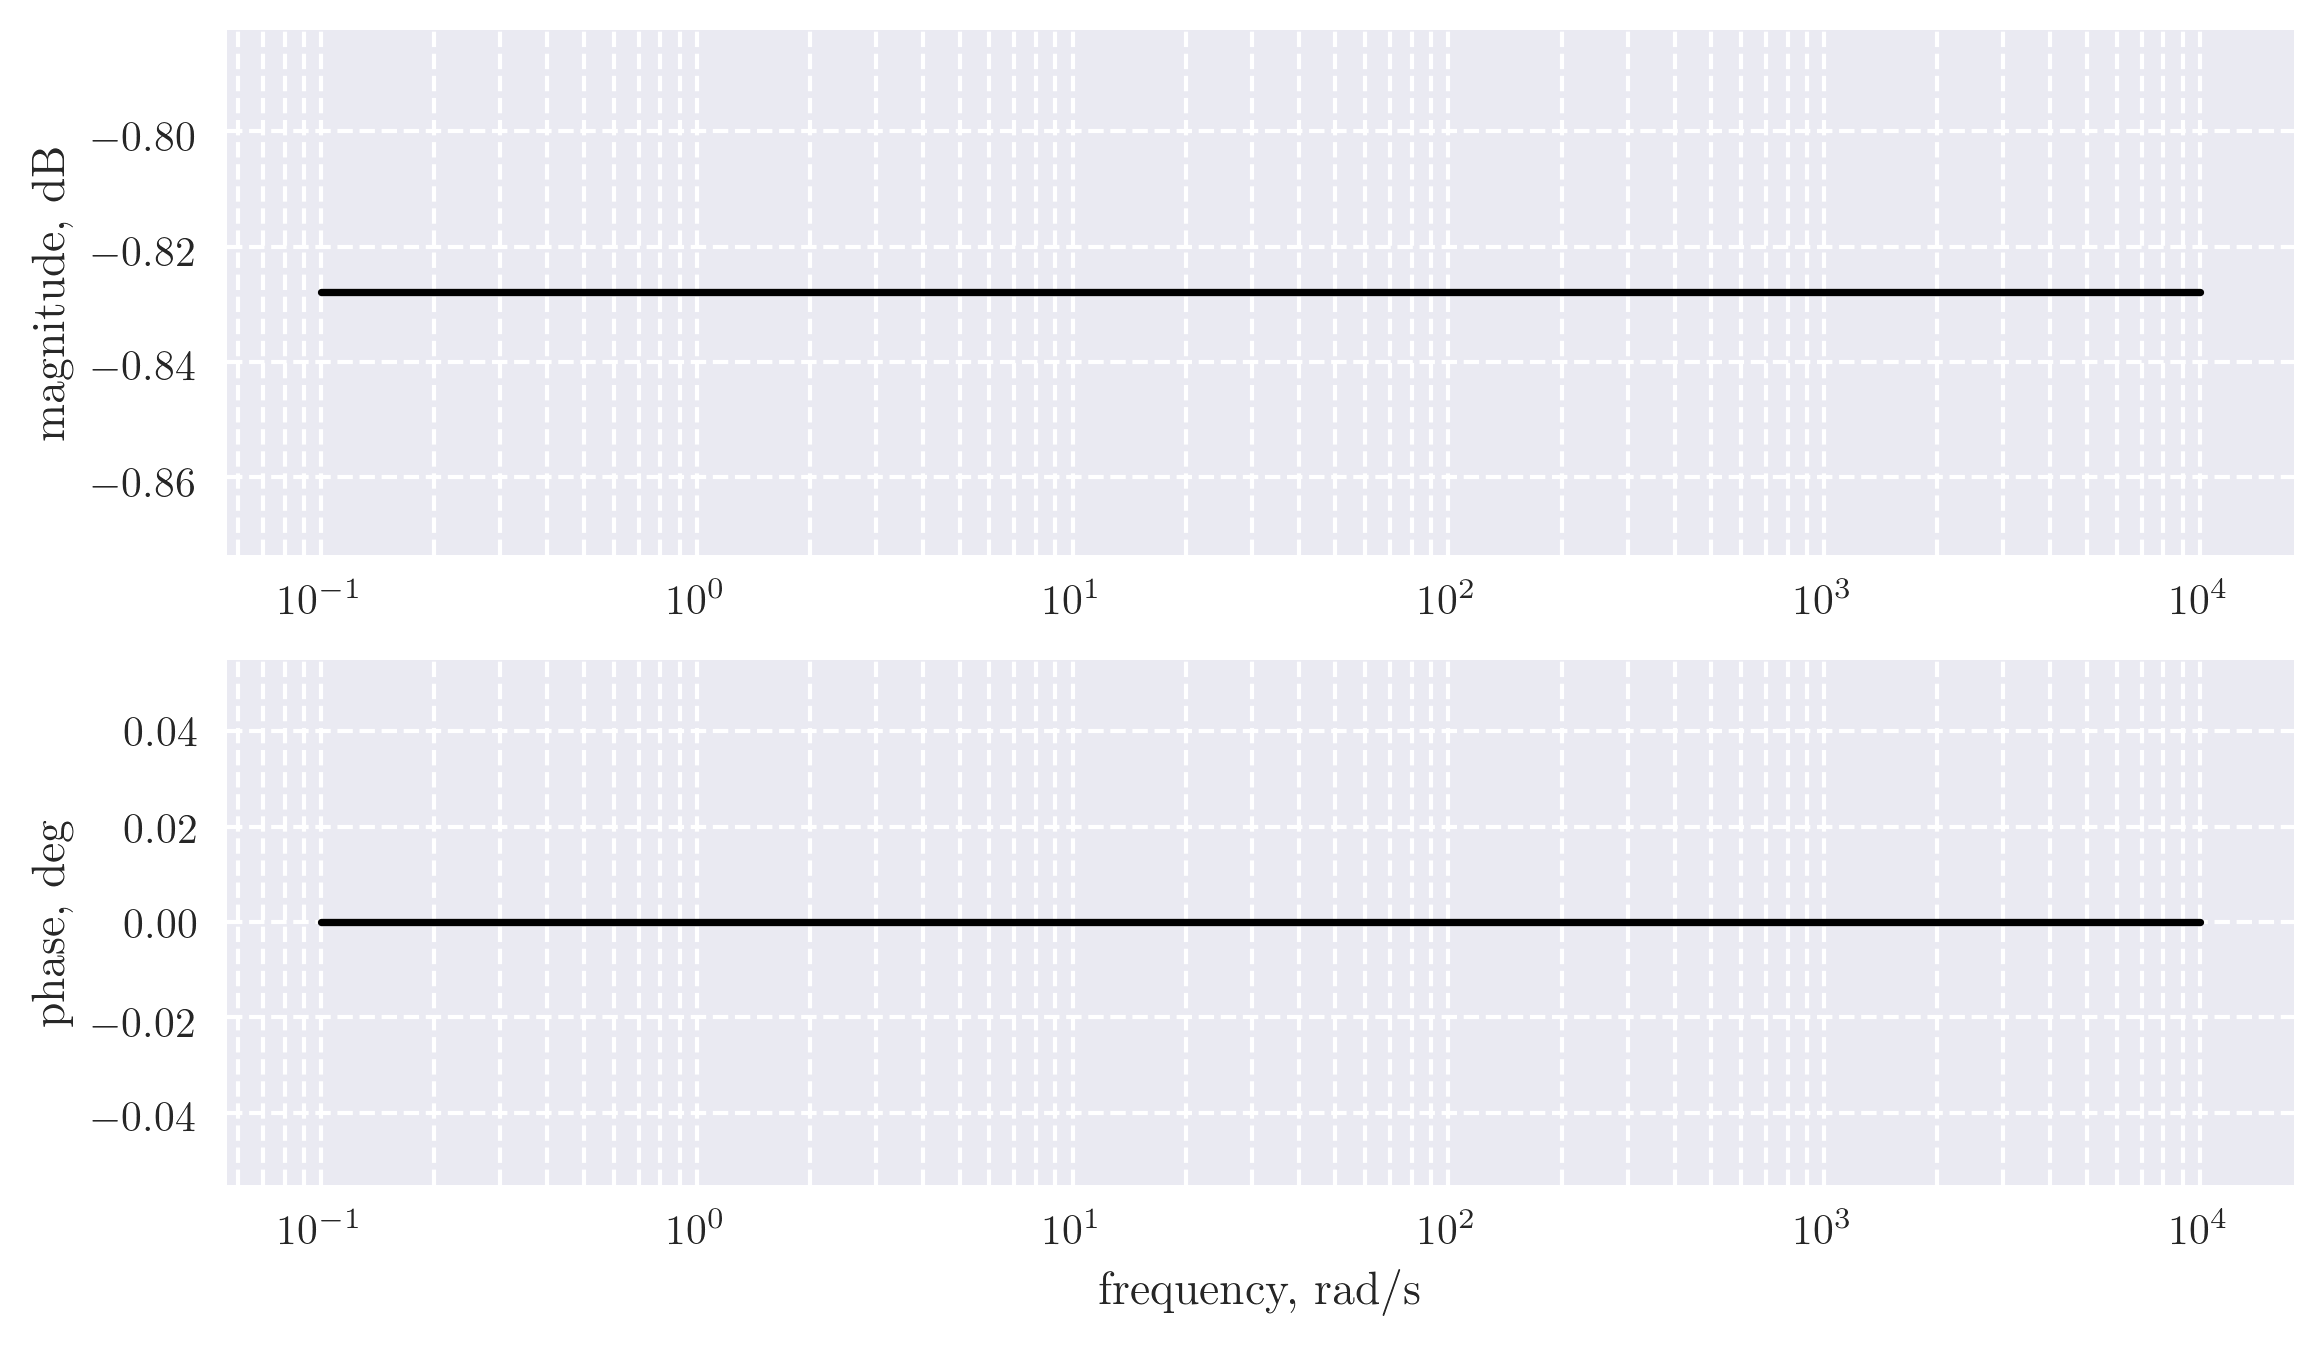 magnitude, dB
−0.80
−0.82
−0.84
−0.86
10⁻¹ 10⁰ 10¹ 10² 10³ 10⁴
phase, deg
0.04
0.02
0.00
−0.02
−0.04
10⁻¹ 10⁰ 10¹ 10² 10³ 10⁴
frequency, rad/s